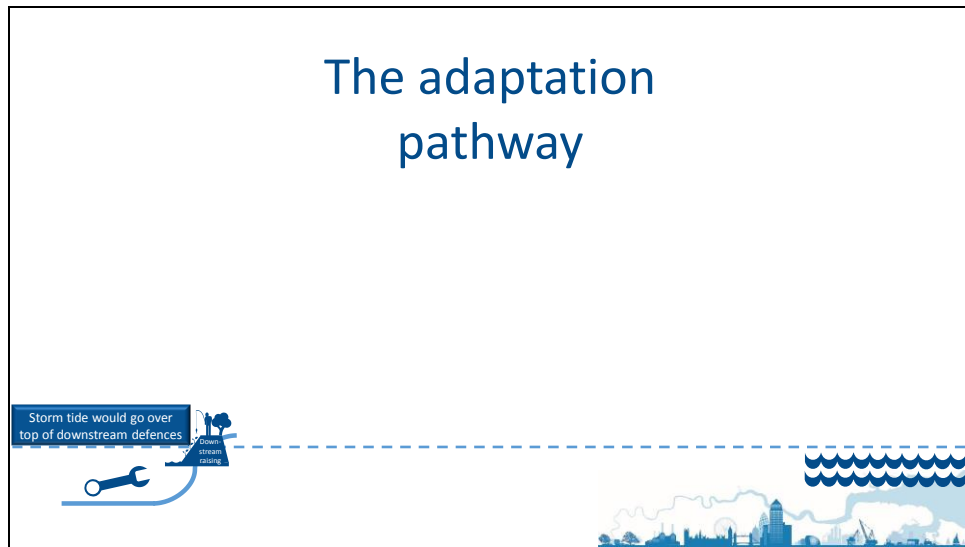 The adaptation
pathway
Storm tide would go over
top of downstream defences
Down-
stream
raising